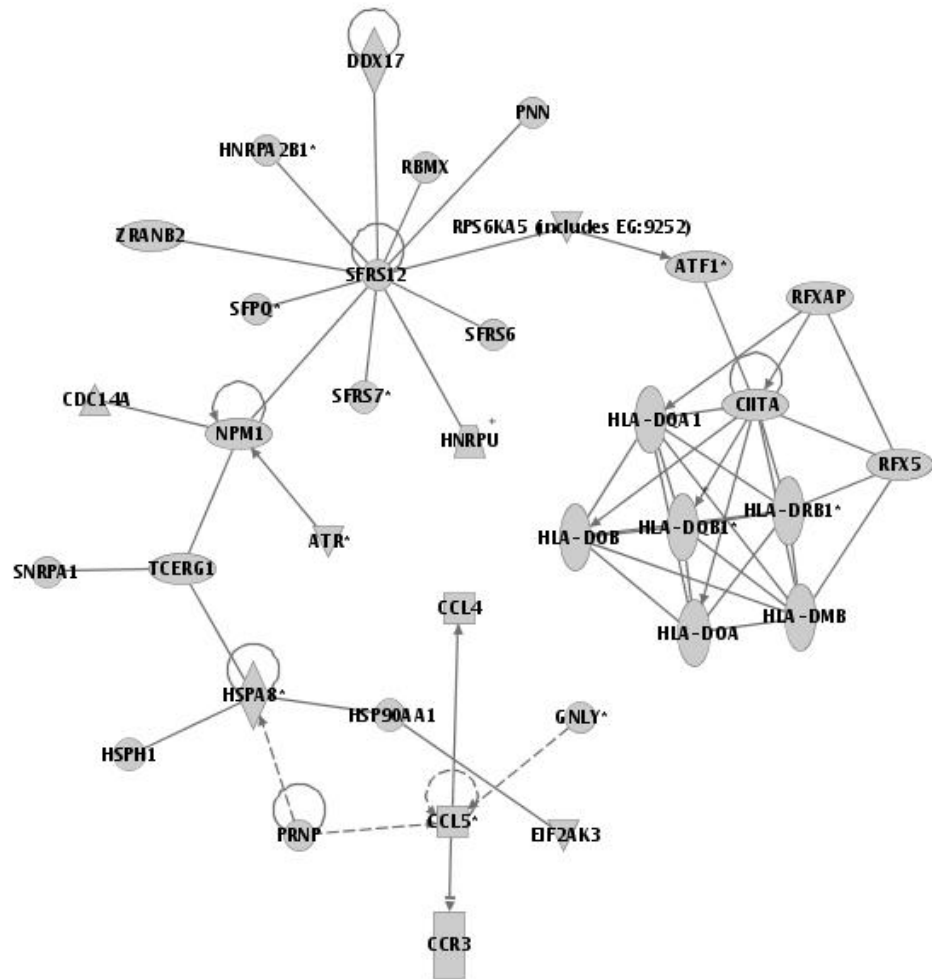 DDX17
PNN
HNRPA2B1*
RBMX
RPS6KA5 (includes EG:9252)
ZRANB2
SFRS12
ATF1*
RFXAP
SFPQ*
SFRS6
CDC14A
SFRS7*
CIITA
HLA-DQA1
NPM1
HNRPU
+
RFX5
HLA-DRB1*
HLA-DQB1*
HLA-DOB
ATR*
SNRPA1
TCERG1
CCL4
HLA-DMB
HLA-DOA
HSPA8*
HSP90AA1
GNLY*
HSPH1
PRNP
CCL5*
EIF2AK3
CCR3